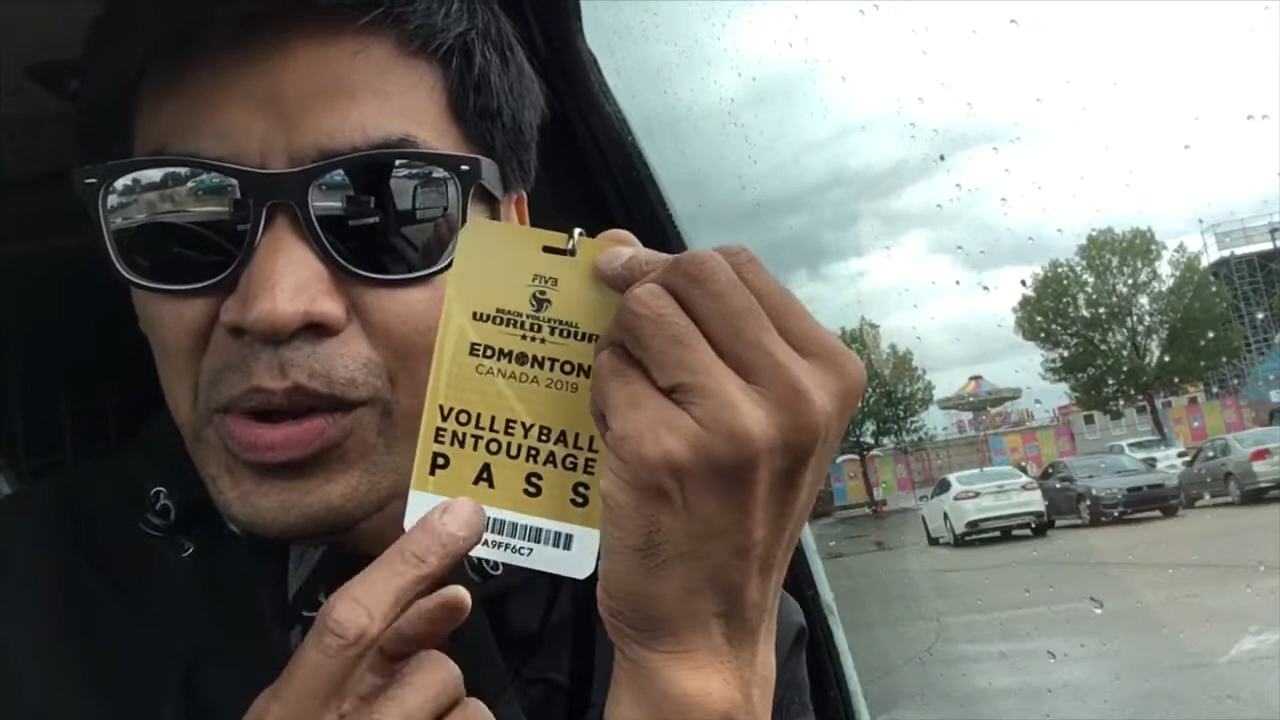 FIVB
BEACH VOLLEYBALL
WORLD TOUR
EDMONTON
CANADA 2019
VOLLEYBALL
ENTOURAGE
PASS
A9FF6C7